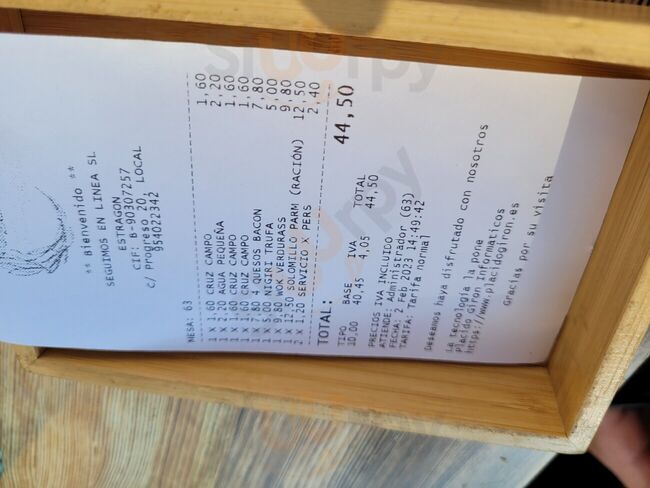 ** Bienvenido **
SEGUIMOS EN LINEA SL
ESTRAGON
CIF: B-90307257
c/ Progreso 20, LOCAL
954022342
MESA: 63
1 x 1,60 CRUZ CAMPO 1,60
1 x 2,20 AGUA PEQUEÑA 2,20
1 x 1,60 CRUZ CAMPO 1,60
1 x 1,60 CRUZ CAMPO 1,60
1 x 7,80 4 QUESOS BACON 7,80
1 x 5,00 NIGIRI TRUFA 5,00
1 x 9,80 WOK VERDURASS 9,80
1 x 12,50 SOLOMILLO PARM (RACIÓN) 12,50
2 x 1,20 SERVICIO X PERS 2,40
TOTAL: 44,50
TIPO BASE IVA TOTAL
10.00 40,45 4,05 44,50
PRECIOS IVA INCLUIDO
ATIENDE: Administrador (63)
FECHA: 2 Feb 2023 14:49:42
TARIFA: Tarifa normal
Deseamos haya disfrutado con nosotros
La tecnología la pone
Placido Giron Informaticos
https://www.placidogiron.es
Gracias por su visita